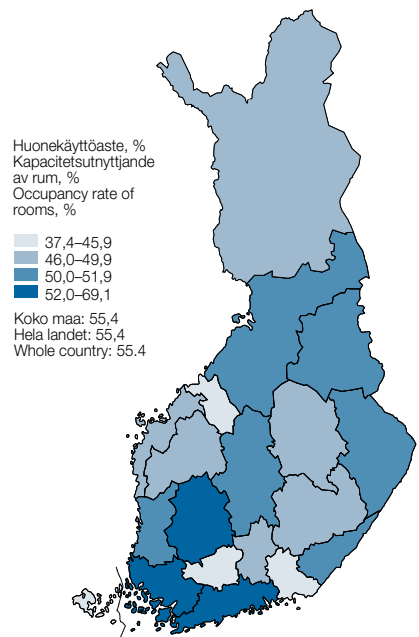 Huonekäyttöaste, %
Kapacitetsutnyttjande
av rum, %
Occupancy rate of
rooms, %
37,4–45,9
46,0–49,9
50,0–51,9
52,0–69,1
Koko maa: 55,4
Hela landet: 55,4
Whole country: 55.4